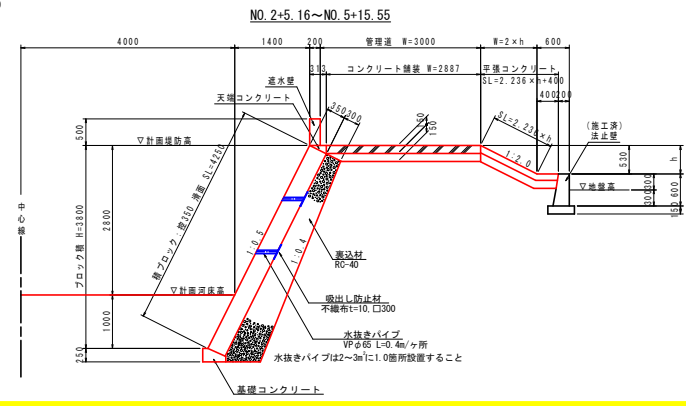 NO.2+5.16～NO.5+15.55
4000
1400
200
管理道 W=3000
W=2×h
600
313
コンクリート舗装 W=2887
平張コンクリート
SL=2.236×h+400
遮水壁
天端コンクリート
350
300
60
150
SL=2.236×h
400
200
(施工済)
法止壁
500
▽計画堤防高
1:2.0
530
h
▽地盤高
300
300
600
150
150
中心線
ブロック積 H=3800
2800
積ブロック：控350 法面 SL=4250
1:0.5
1:0.4
裏込材
RC-40
▽計画河床高
吸出し防止材
不織布t=10,□300
1000
水抜きパイプ
VPφ65 L=0.4m/ヶ所
水抜きパイプは2～3㎡に1.0箇所設置すること
250
基礎コンクリート